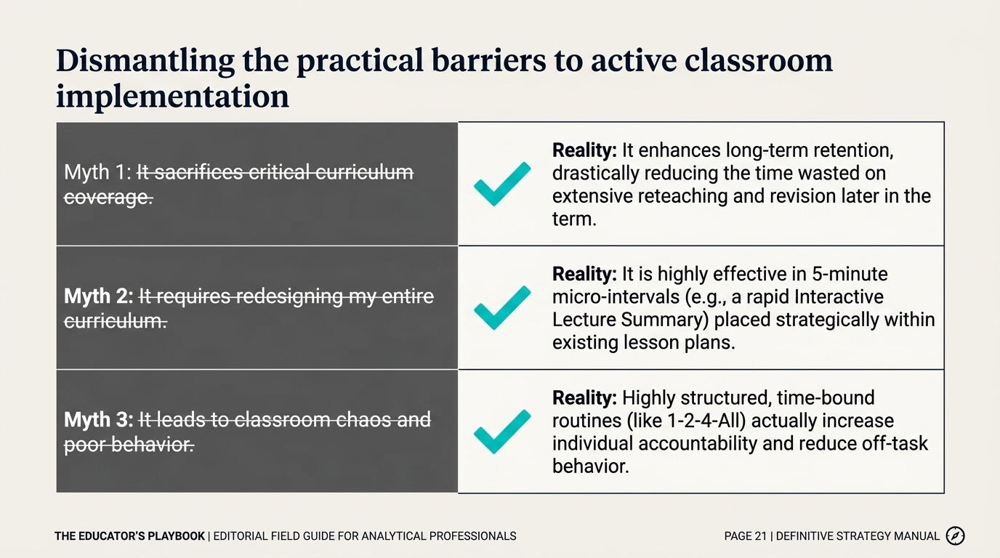 Dismantling the practical barriers to active classroom
implementation
Myth 1: It sacrifices critical curriculum
coverage.
Reality: It enhances long-term retention,
drastically reducing the time wasted on
extensive reteaching and revision later in the
term.
Myth 2: It requires redesigning my entire
curriculum.
Reality: It is highly effective in 5-minute
micro-intervals (e.g., a rapid Interactive
Lecture Summary) placed strategically within
existing lesson plans.
Myth 3: It leads to classroom chaos and
poor behavior.
Reality: Highly structured, time-bound
routines (like 1-2-4-All) actually increase
individual accountability and reduce off-task
behavior.
THE EDUCATOR'S PLAYBOOK | EDITORIAL FIELD GUIDE FOR ANALYTICAL PROFESSIONALS
PAGE 21 | DEFINITIVE STRATEGY MANUAL